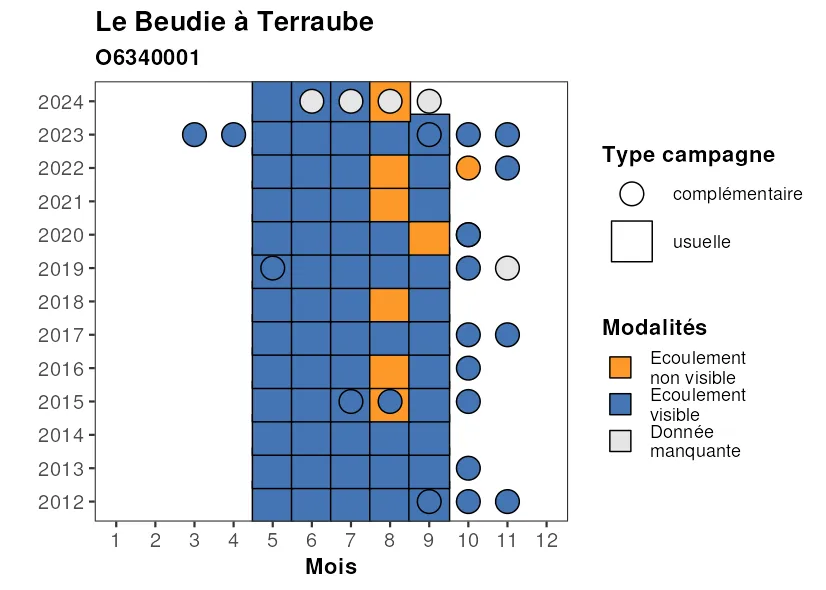 Le Beudie à Terraube
O6340001
2024
2023
2022
2021
2020
2019
2018
2017
2016
2015
2014
2013
2012
1 2 3 4 5 6 7 8 9 10 11 12
Mois
Type campagne
complémentaire
usuelle
Modalités
Ecoulement
non visible
Ecoulement
visible
Donnée
manquante